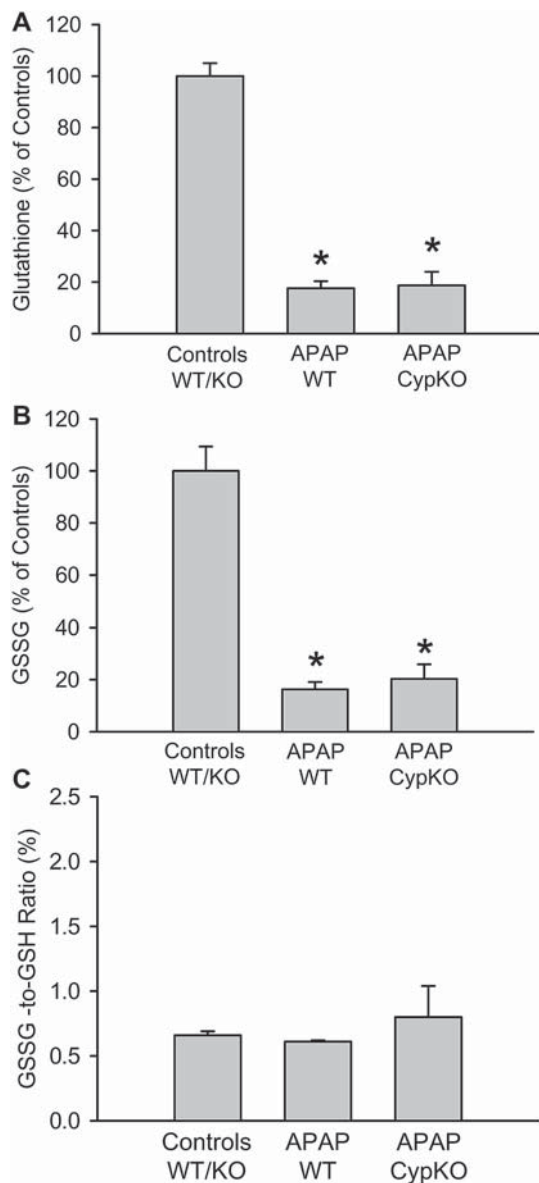 A
Glutathione (% of Controls)
120
100
80
60
40
20
0
*
*
Controls
WT/KO
APAP
WT
APAP
CypKO
B
GSSG (% of Controls)
120
100
80
60
40
20
0
*
*
Controls
WT/KO
APAP
WT
APAP
CypKO
C
GSSG -to-GSH Ratio (%)
2.5
2.0
1.5
1.0
0.5
0.0
Controls
WT/KO
APAP
WT
APAP
CypKO